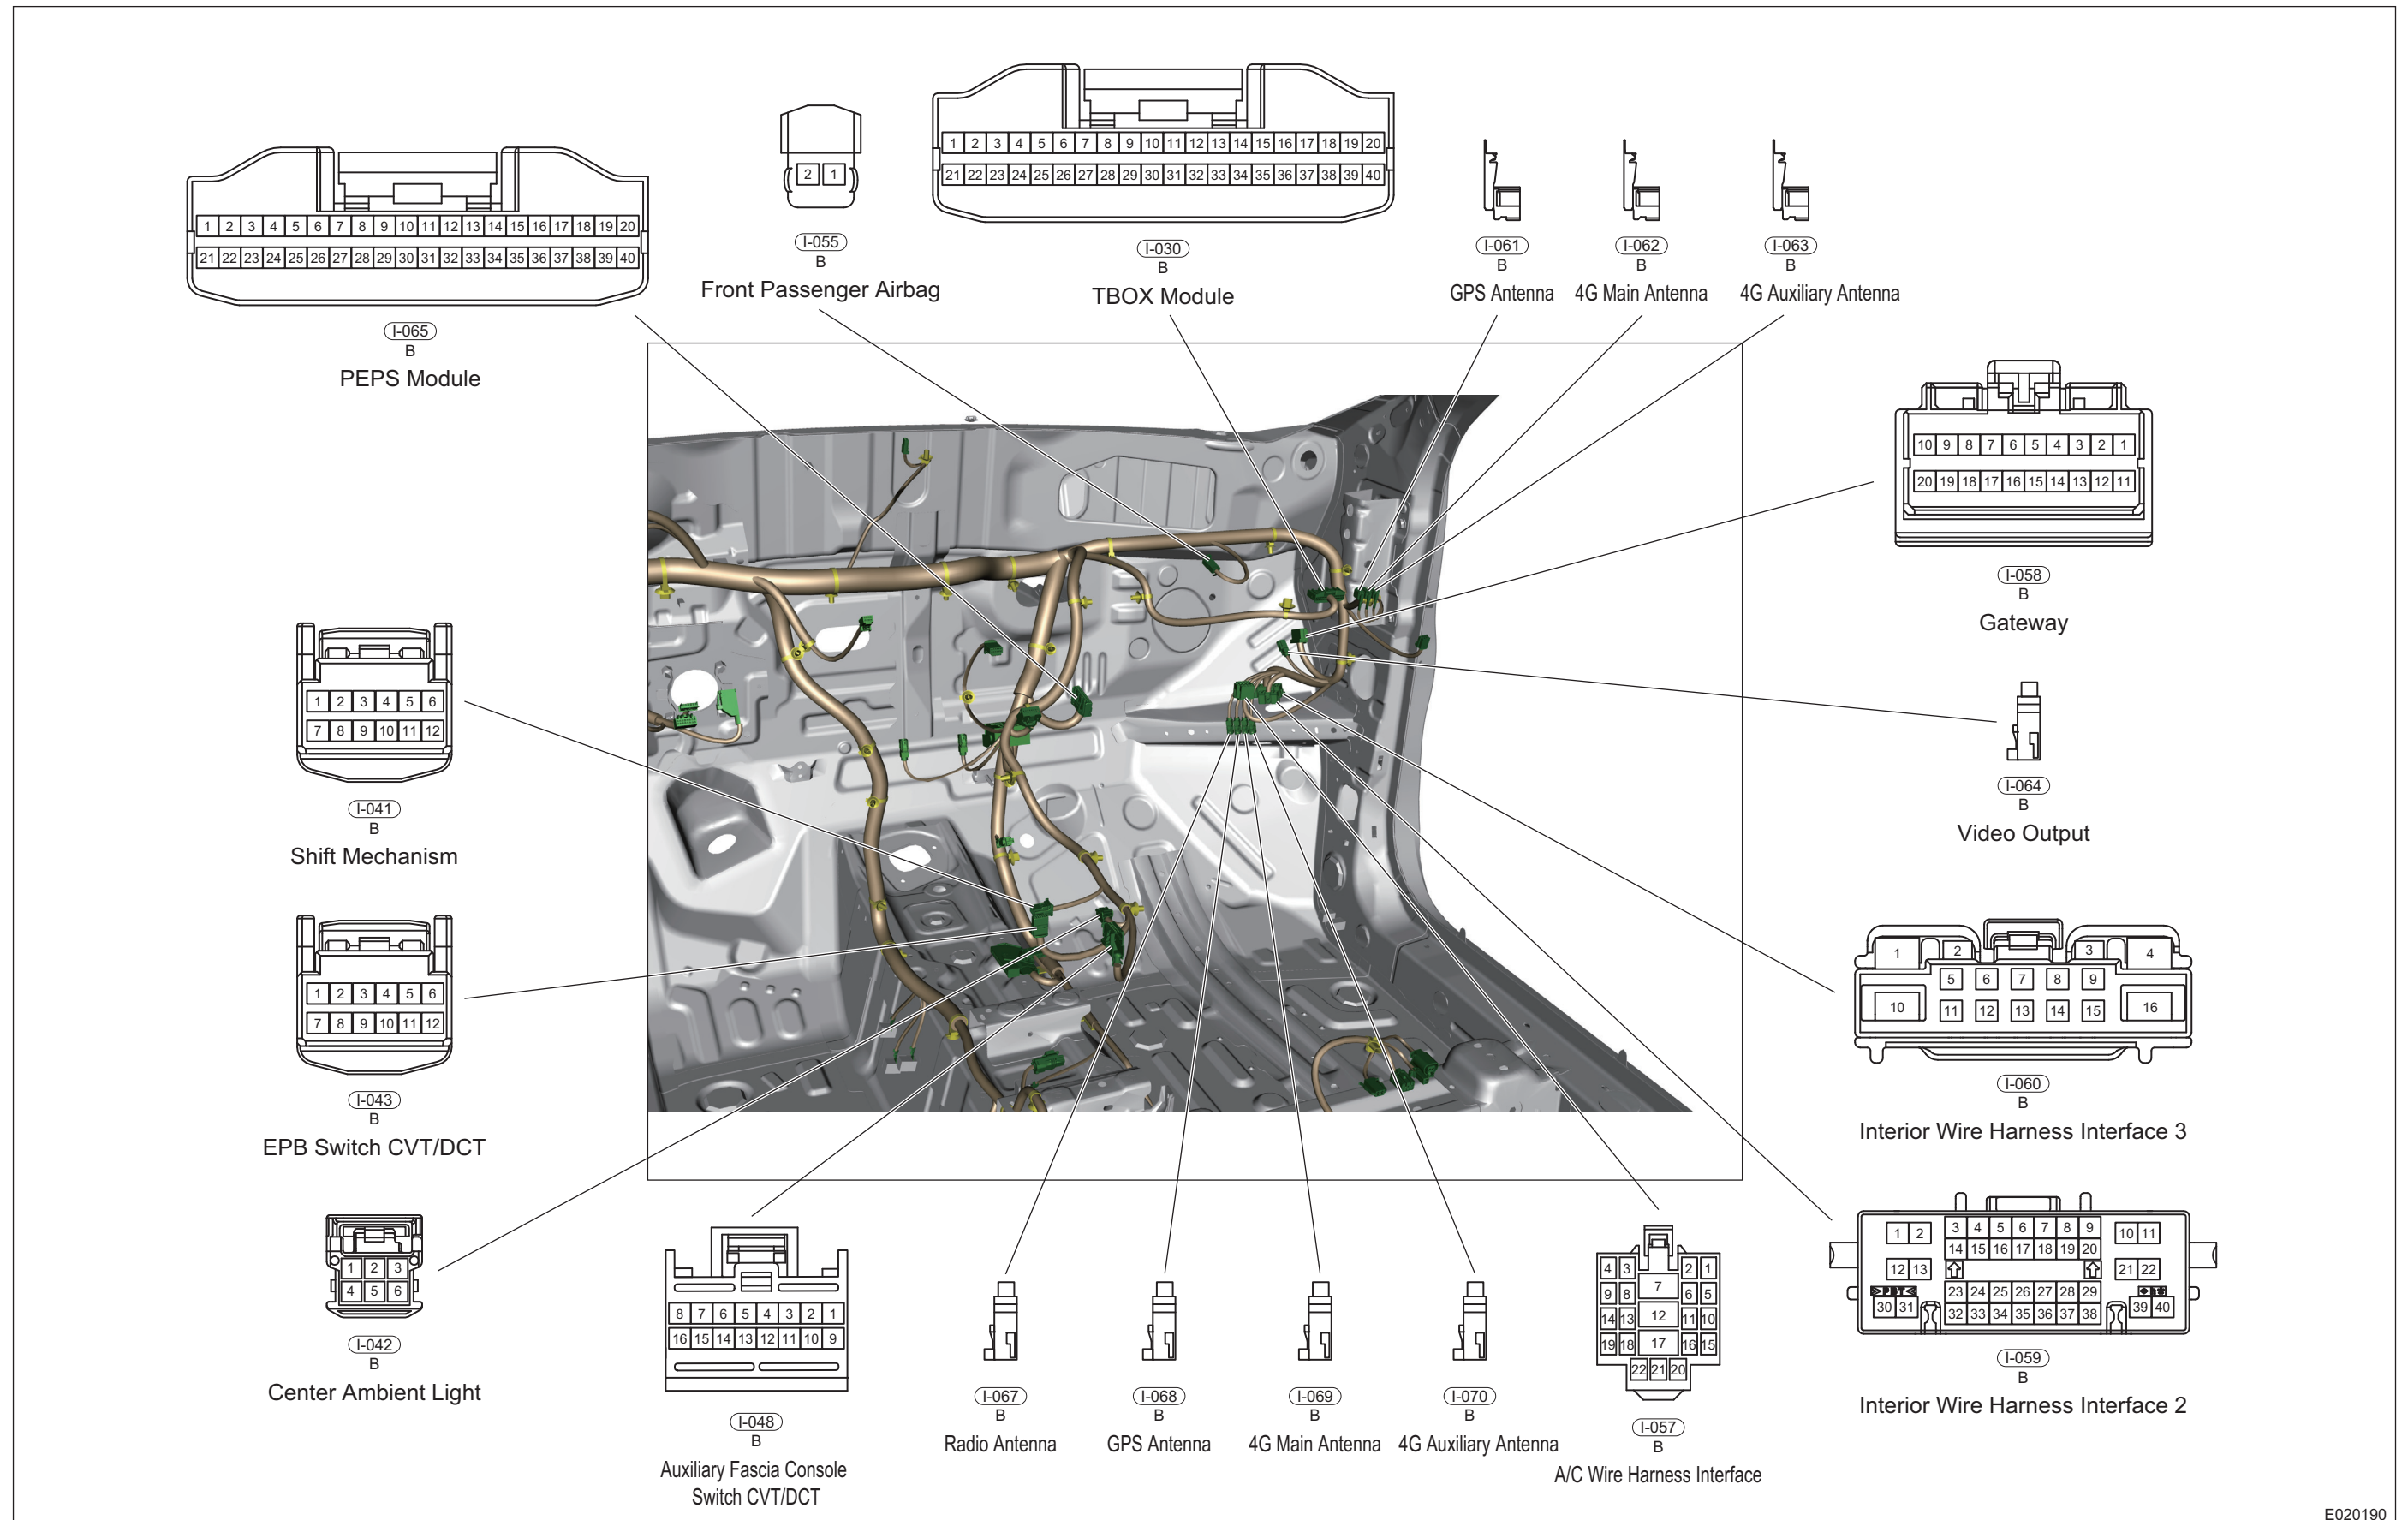 1 2 3 4 5 6 7 8 9 10 11 12 13 14 15 16 17 18 19 20
21 22 23 24 25 26 27 28 29 30 31 32 33 34 35 36 37 38 39 40
I-065
B
PEPS Module
2 1
I-055
B
Front Passenger Airbag
1 2 3 4 5 6 7 8 9 10 11 12 13 14 15 16 17 18 19 20
21 22 23 24 25 26 27 28 29 30 31 32 33 34 35 36 37 38 39 40
I-030
B
TBOX Module
I-061
B
GPS Antenna
I-062
B
4G Main Antenna
I-063
B
4G Auxiliary Antenna
10 9 8 7 6 5 4 3 2 1
20 19 18 17 16 15 14 13 12 11
I-058
B
Gateway
1 2 3 4 5 6
7 8 9 10 11 12
I-041
B
Shift Mechanism
I-064
B
Video Output
1 2 3 4 5 6
7 8 9 10 11 12
I-043
B
EPB Switch CVT/DCT
1 2 3 4
5 6 7 8 9
10 11 12 13 14 15 16
I-060
B
Interior Wire Harness Interface 3
1 2 3
4 5 6
I-042
B
Center Ambient Light
8 7 6 5 4 3 2 1
16 15 14 13 12 11 10 9
I-048
B
Auxiliary Fascia Console
Switch CVT/DCT
I-067
B
Radio Antenna
I-068
B
GPS Antenna
I-069
B
4G Main Antenna
I-070
B
4G Auxiliary Antenna
4 3 2 1
7
9 8 6 5
12
14 13 11 10
17
19 18 16 15
22 21 20
I-057
B
A/C Wire Harness Interface
1 2 3 4 5 6 7 8 9 10 11
14 15 16 17 18 19 20
12 13 21 22
23 24 25 26 27 28 29
>PBT<
30 31 32 33 34 35 36 37 38 39 40
I-059
B
Interior Wire Harness Interface 2
E020190